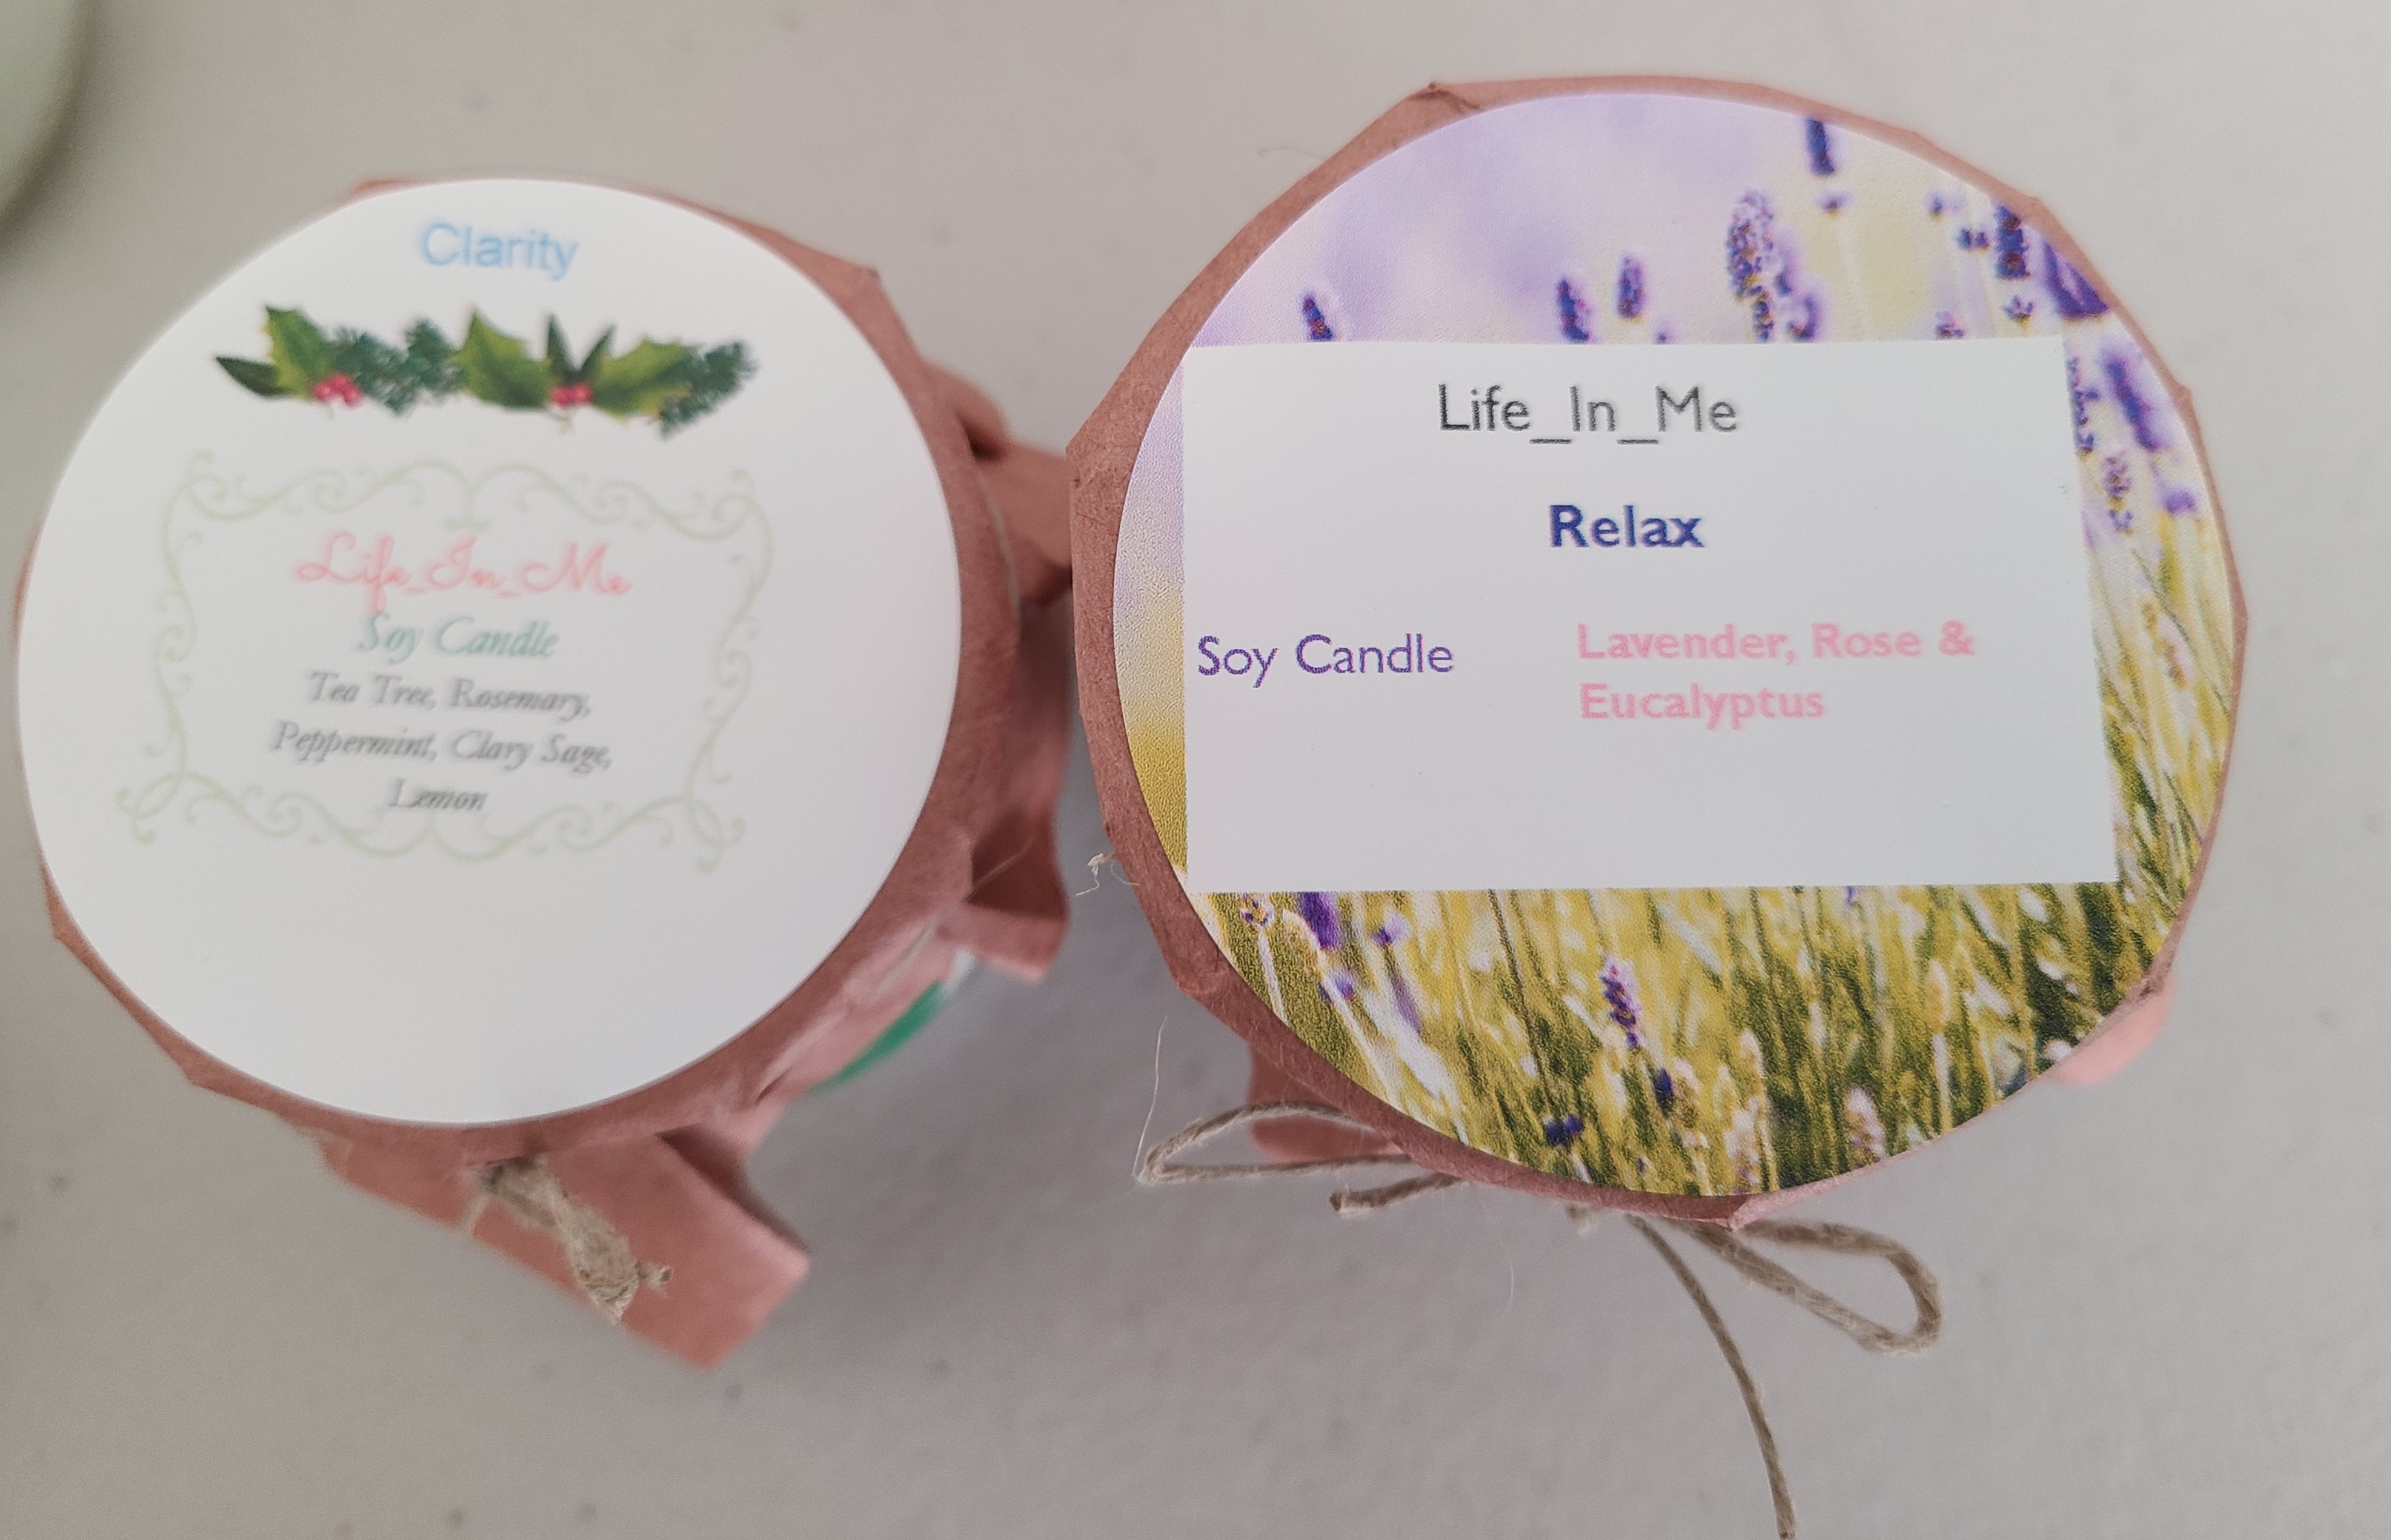 Clarity
Life_In_Me
Soy Candle
Tea Tree, Rosemary,
Peppermint, Clary Sage,
Lemon
Life_In_Me
Relax
Soy Candle
Lavender, Rose &
Eucalyptus